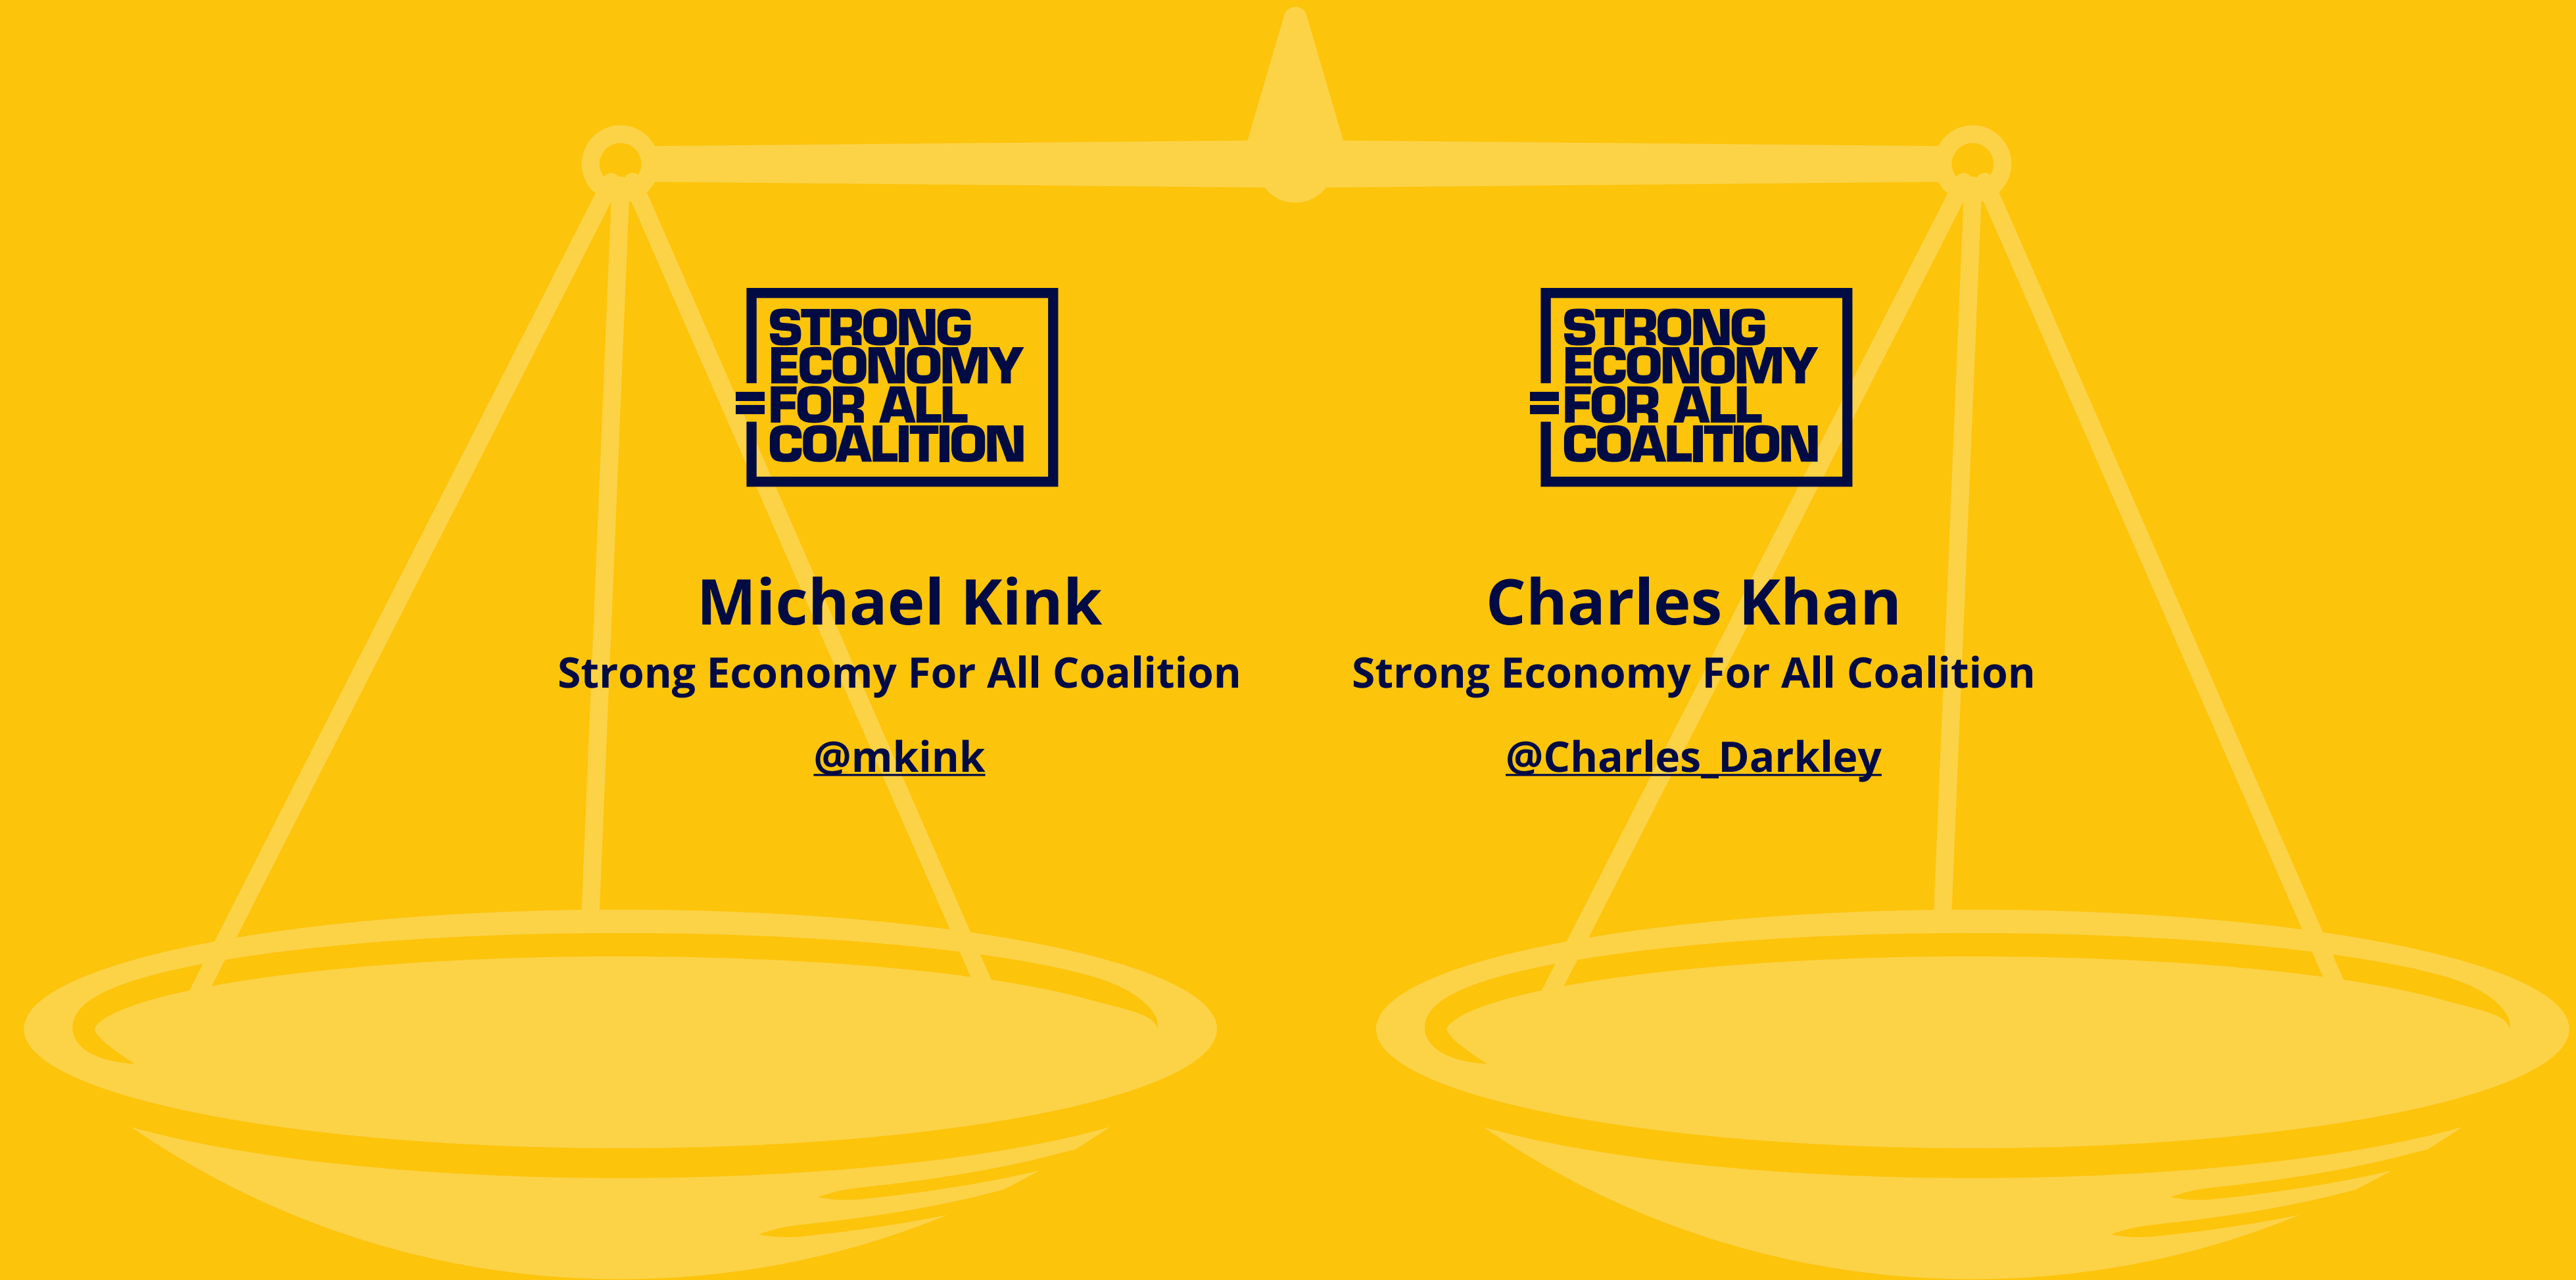 STRONG
ECONOMY
=FOR ALL
COALITION
Michael Kink
Strong Economy For All Coalition
@mkink
STRONG
ECONOMY
=FOR ALL
COALITION
Charles Khan
Strong Economy For All Coalition
@Charles_Darkley